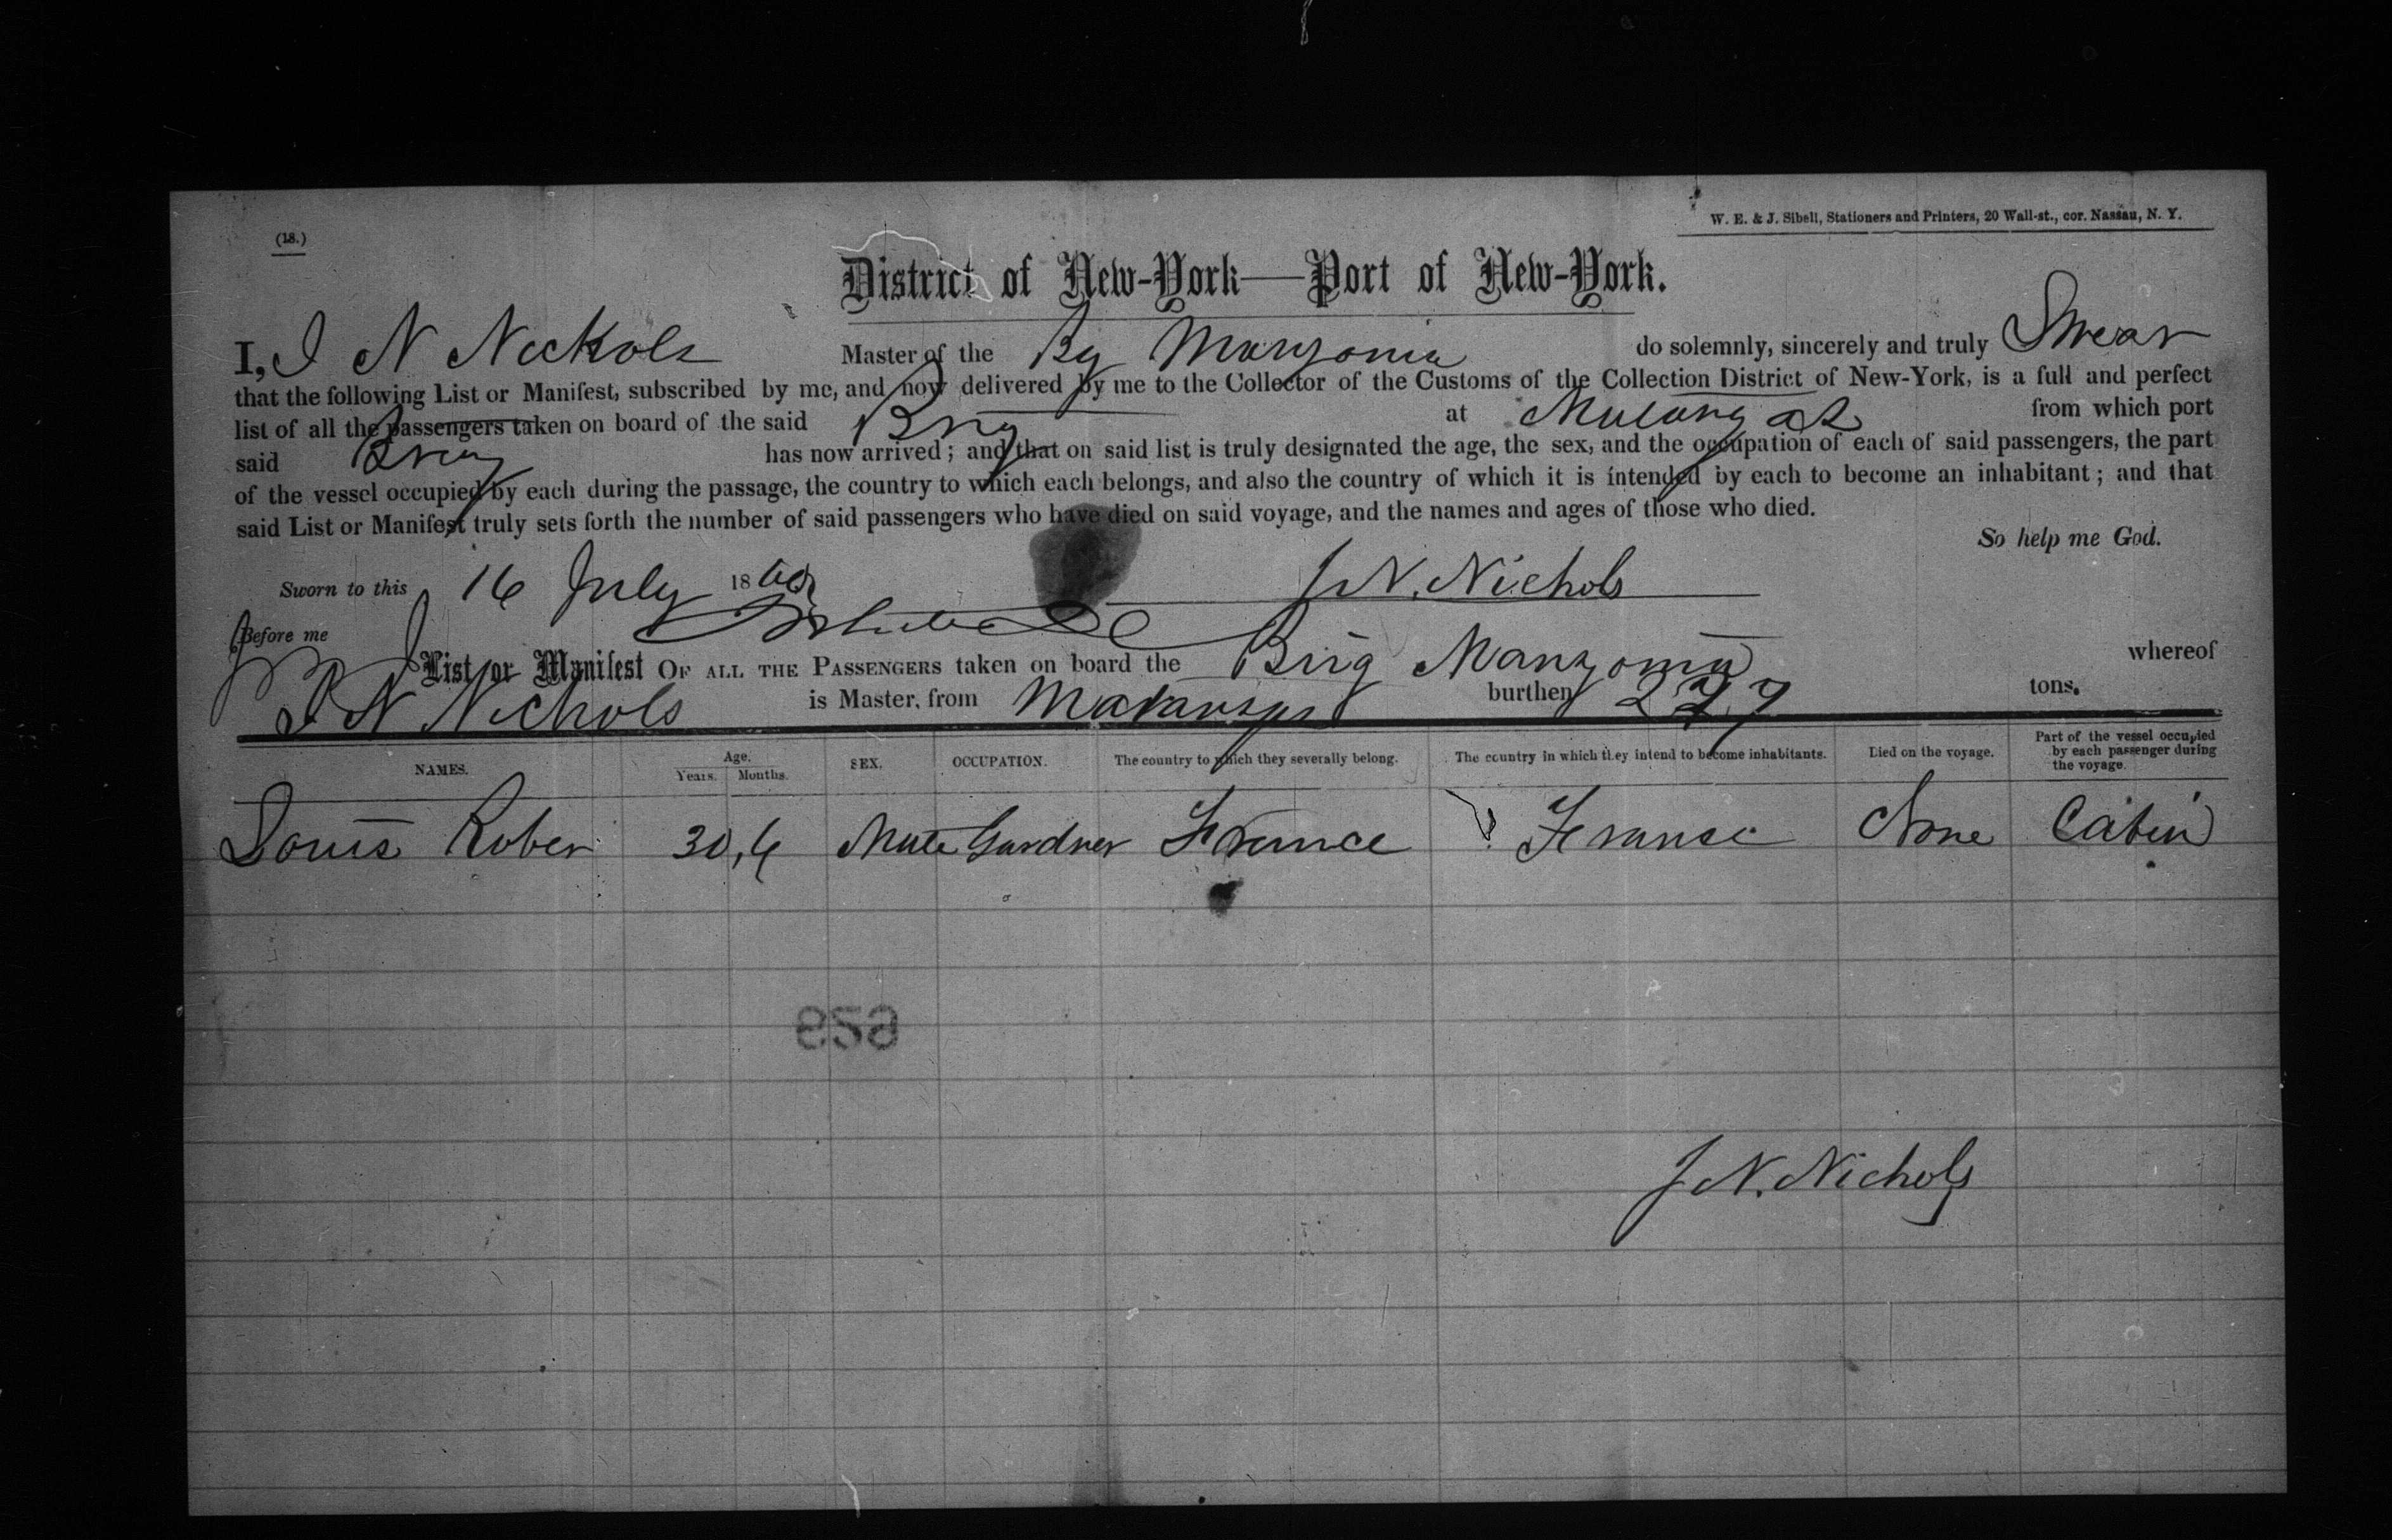 W. E. & J. Sibell, Stationers and Printers, 20 Wall-st., cor. Nassau, N. Y.
(18.)
District of New-York—Port of New-York.
I, J N Nickols Master of the Bg Manzonia do solemnly, sincerely and truly Swear
that the following List or Manifest, subscribed by me, and now delivered by me to the Collector of the Customs of the Collection District of New-York, is a full and perfect
list of all the passengers taken on board of the said Brig at from which port
said Brig has now arrived; and that on said list is truly designated the age, the sex, and the occupation of each of said passengers, the part
of the vessel occupied by each during the passage, the country to which each belongs, and also the country of which it is intended by each to become an inhabitant; and that
said List or Manifest truly sets forth the number of said passengers who have died on said voyage, and the names and ages of those who died.
So help me God.
Sworn to this 16 July 1860 J N. Nichols
Before me
List or Manifest OF ALL THE PASSENGERS taken on board the Brig Manzonia whereof
J N Nichols is Master, from Matanzas burthen 227 tons.
NAMES. Age. Years. Months. SEX. OCCUPATION. The country to which they severally belong. The country in which they intend to become inhabitants. Died on the voyage. Part of the vessel occupied by each passenger during the voyage.
Louis Rober 30,6 Male Gardner France Franse None Cabin
629
J N. Nichols